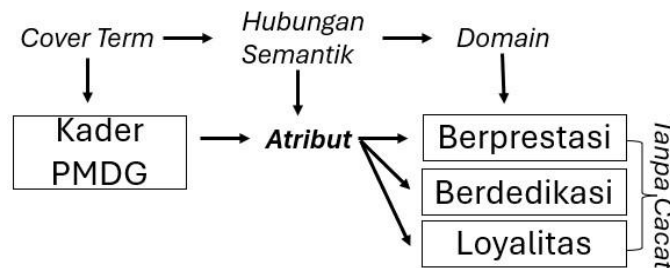 Cover Term
Hubungan
Semantik
Domain
Kader
PMDG
Atribut
Berprestasi
Berdedikasi
Loyalitas
Tanpa Cacat